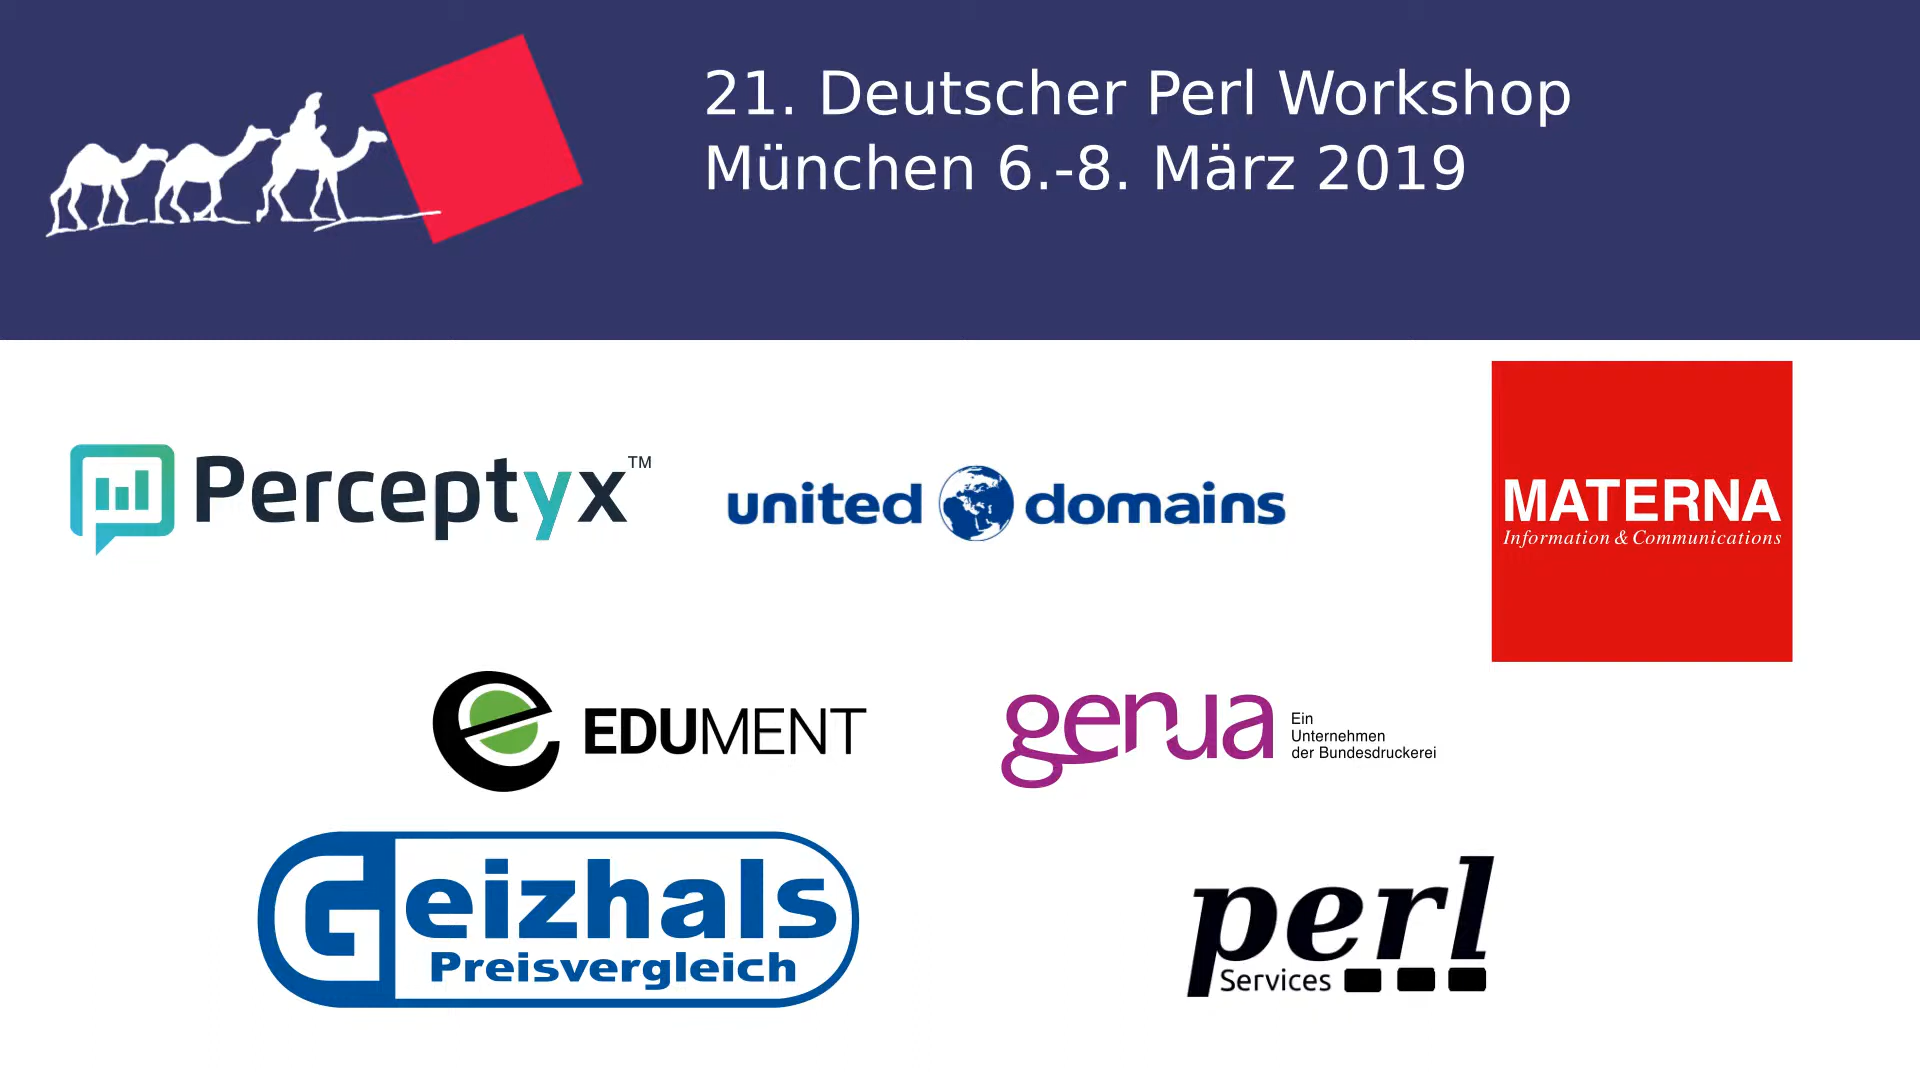 21. Deutscher Perl Workshop
München 6.-8. März 2019
Perceptyx™
united domains
MATERNA
Information & Communications
EDUMENT
genua
Ein
Unternehmen
der Bundesdruckerei
Geizhals
Preisvergleich
perl
Services